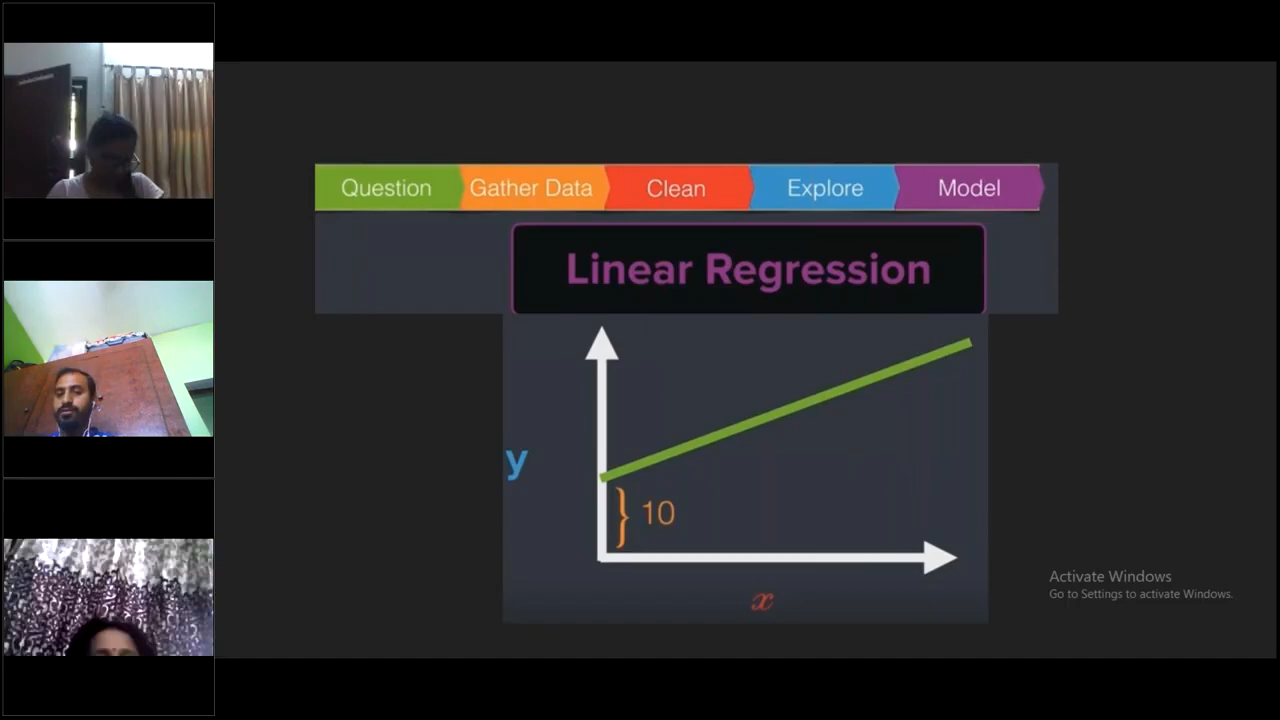 Question Gather Data Clean Explore Model
Linear Regression
y
} 10
x
Activate Windows
Go to Settings to activate Windows.